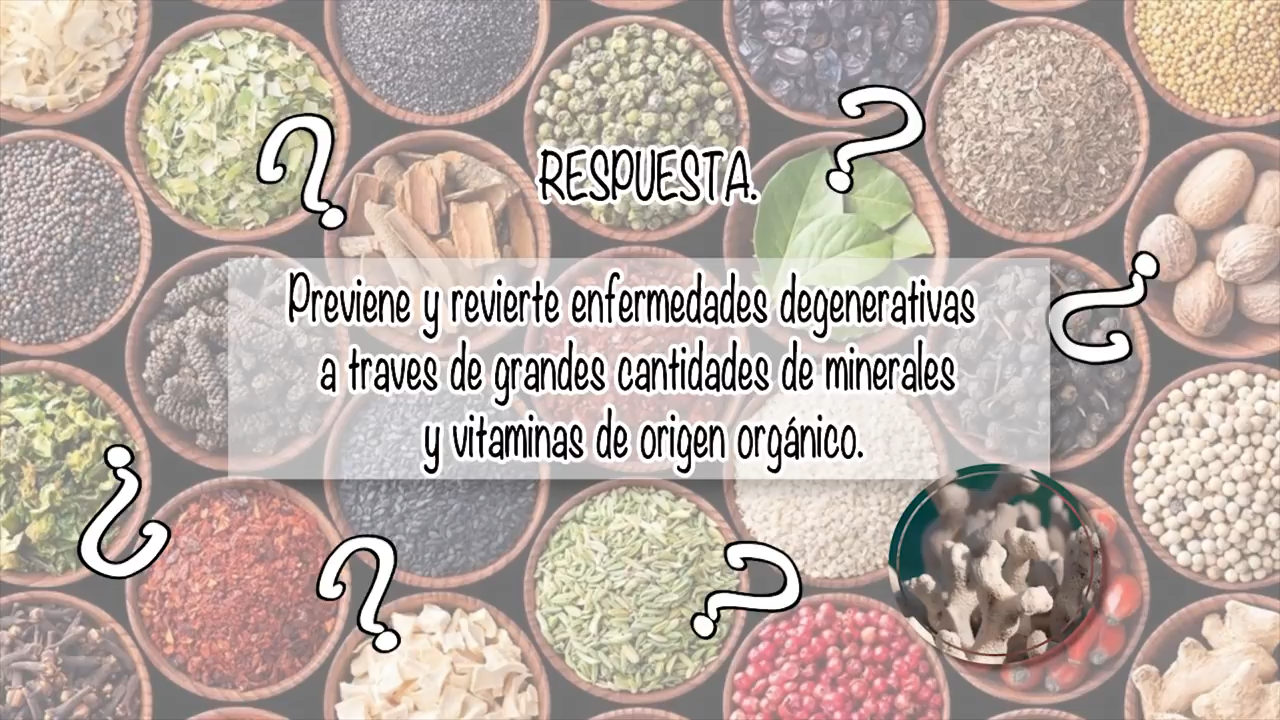 RESPUESTA.
Previene y revierte enfermedades degenerativas
a traves de grandes cantidades de minerales
y vitaminas de origen orgánico.